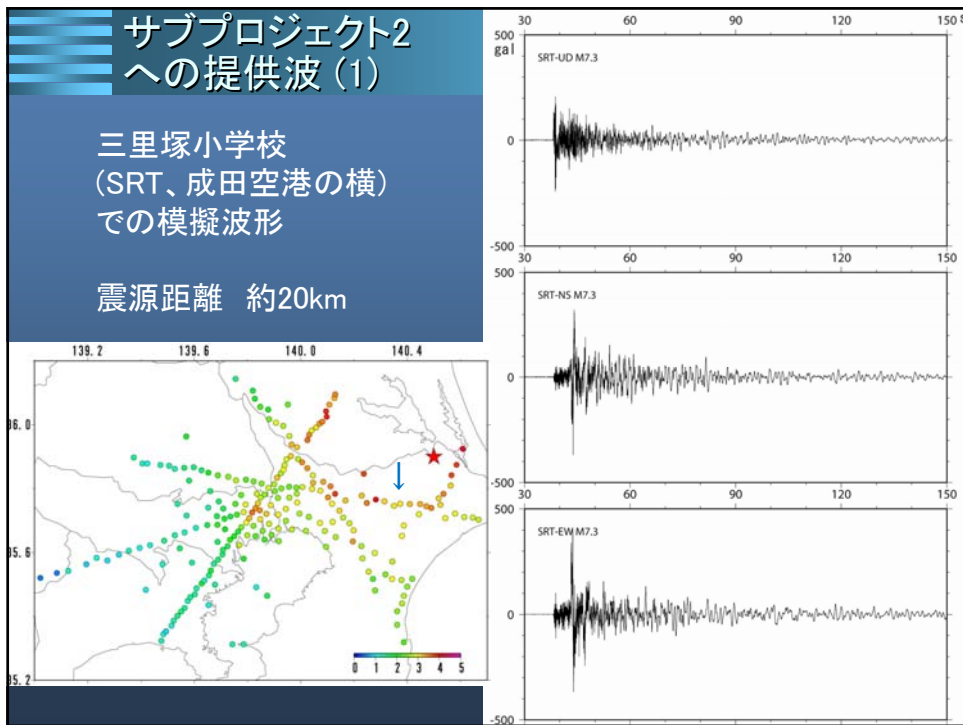 サブプロジェクト2
への提供波 (1)
三里塚小学校
(SRT、成田空港の横)
での模擬波形
震源距離 約20km
139.2 139.6 140.0 140.4
36.0
35.6
35.2
0 1 2 3 4 5
30 60 90 120 150 s
500
gal
SRT-UD M7.3
0
-500
30 60 90 120 150
500
SRT-NS M7.3
0
-500
30 60 90 120 150
500
SRT-EW M7.3
0
-500